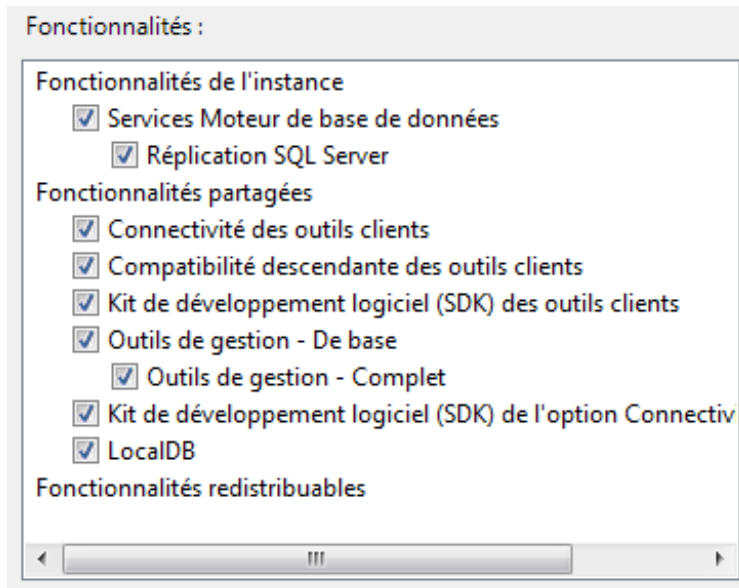 Fonctionnalités :
Fonctionnalités de l'instance
Services Moteur de base de données
Réplication SQL Server
Fonctionnalités partagées
Connectivité des outils clients
Compatibilité descendante des outils clients
Kit de développement logiciel (SDK) des outils clients
Outils de gestion - De base
Outils de gestion - Complet
Kit de développement logiciel (SDK) de l'option Connectiv
LocalDB
Fonctionnalités redistribuables